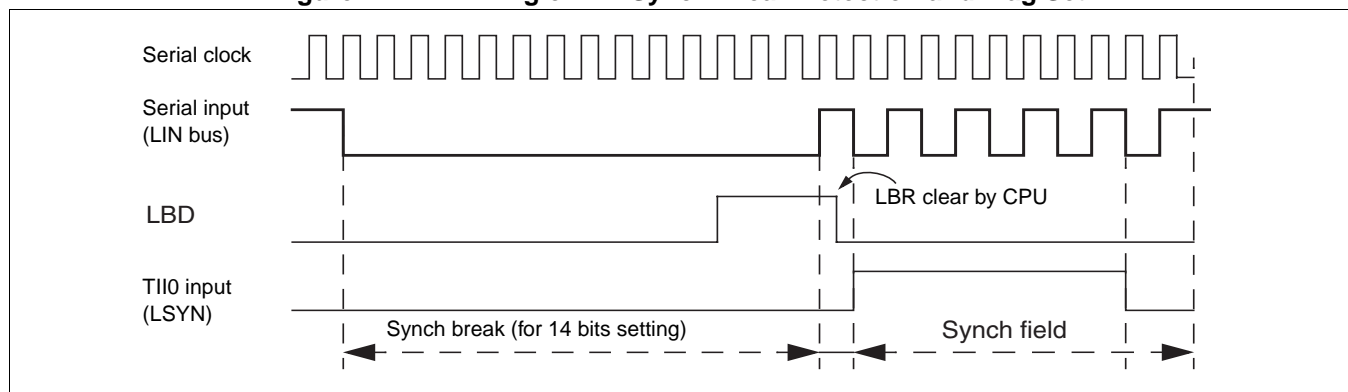 Serial clock
Serial input
(LIN bus)
LBR clear by CPU
LBD
TII0 input
(LSYN)
Synch break (for 14 bits setting)
Synch field